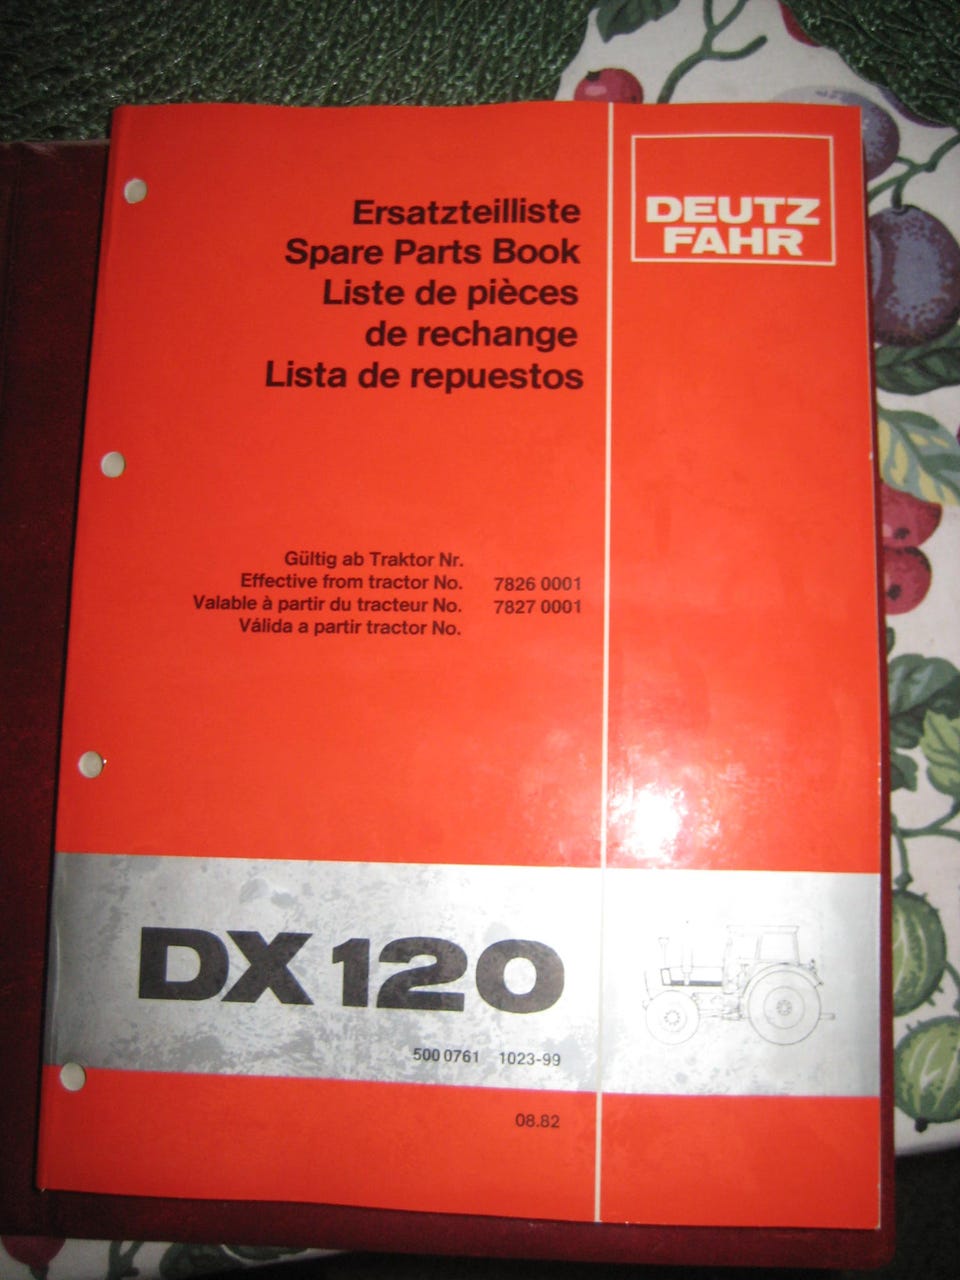 Ersatzteilliste
Spare Parts Book
Liste de pièces
de rechange
Lista de repuestos
DEUTZ
FAHR
Gültig ab Traktor Nr.
Effective from tractor No. 7826 0001
Valable à partir du tracteur No. 7827 0001
Válida a partir tractor No.
DX 120
500 0761 1023-99
08.82